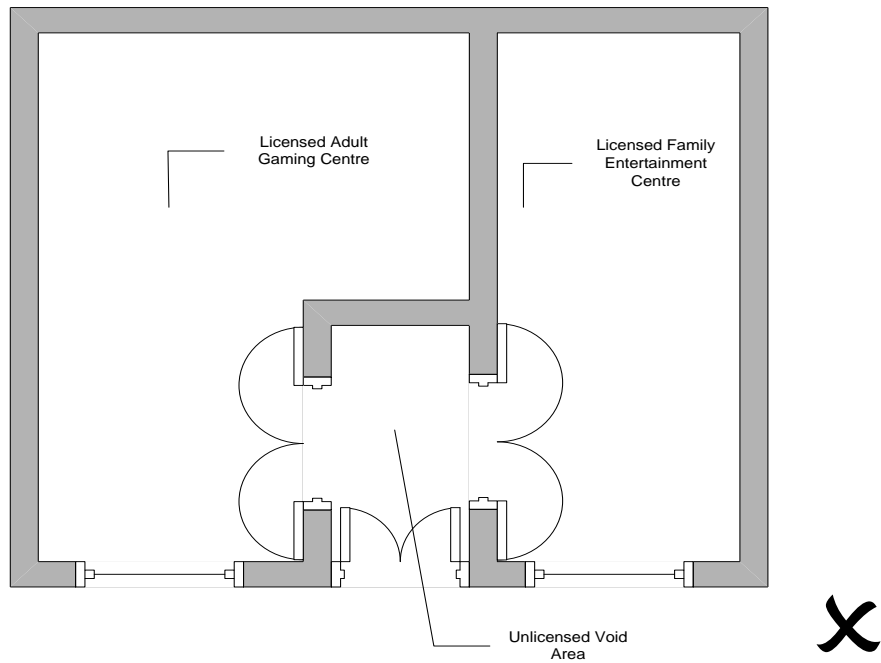 Licensed Adult
Gaming Centre
Licensed Family
Entertainment
Centre
Unlicensed Void
Area